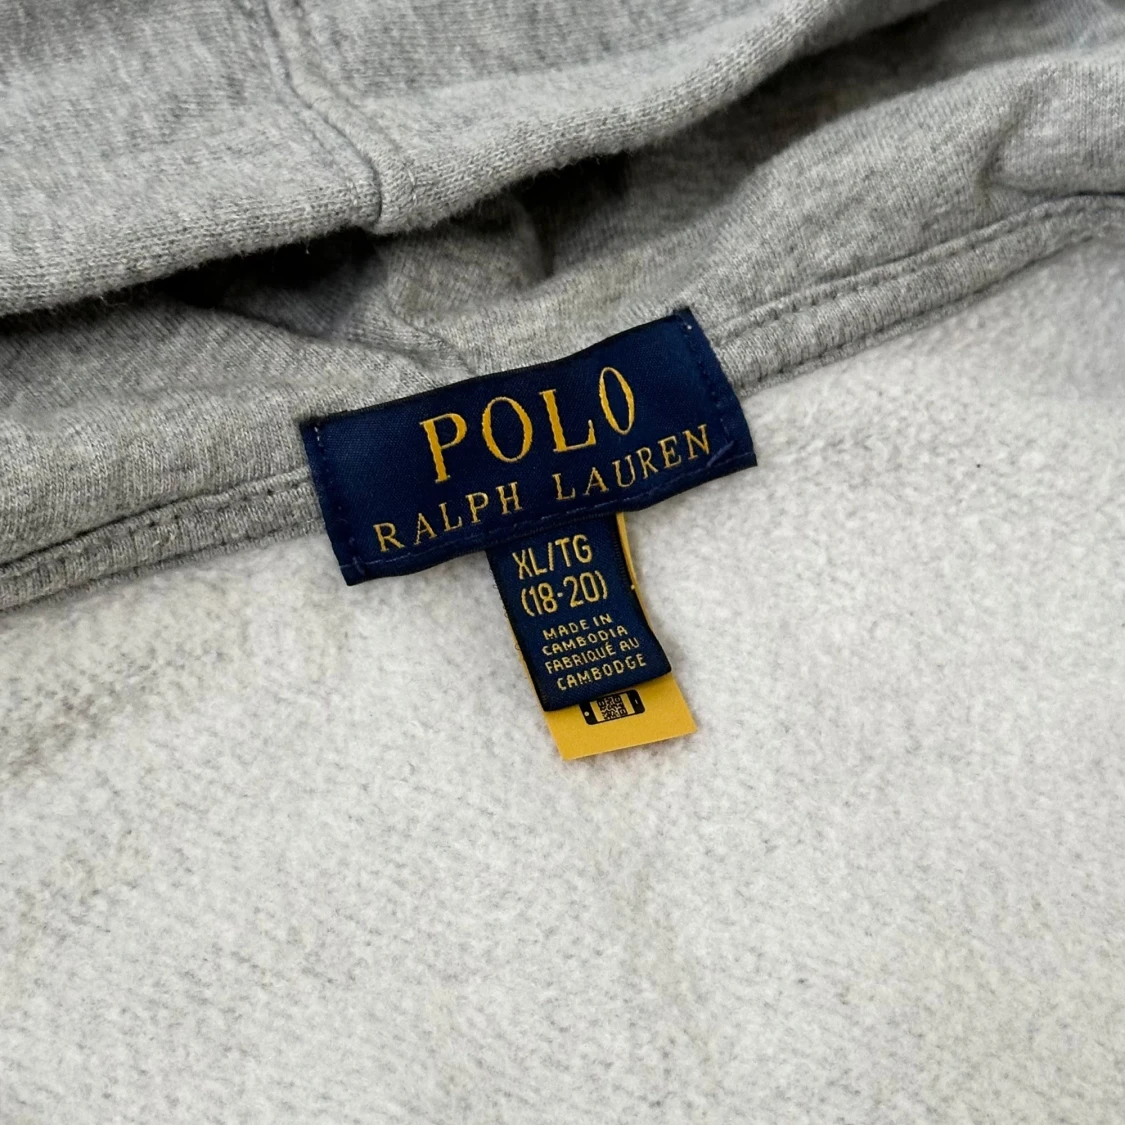 POLO
RALPH LAUREN
XL/TG
(18-20)
MADE IN
CAMBODIA
FABRIQUÉ AU
CAMBODGE